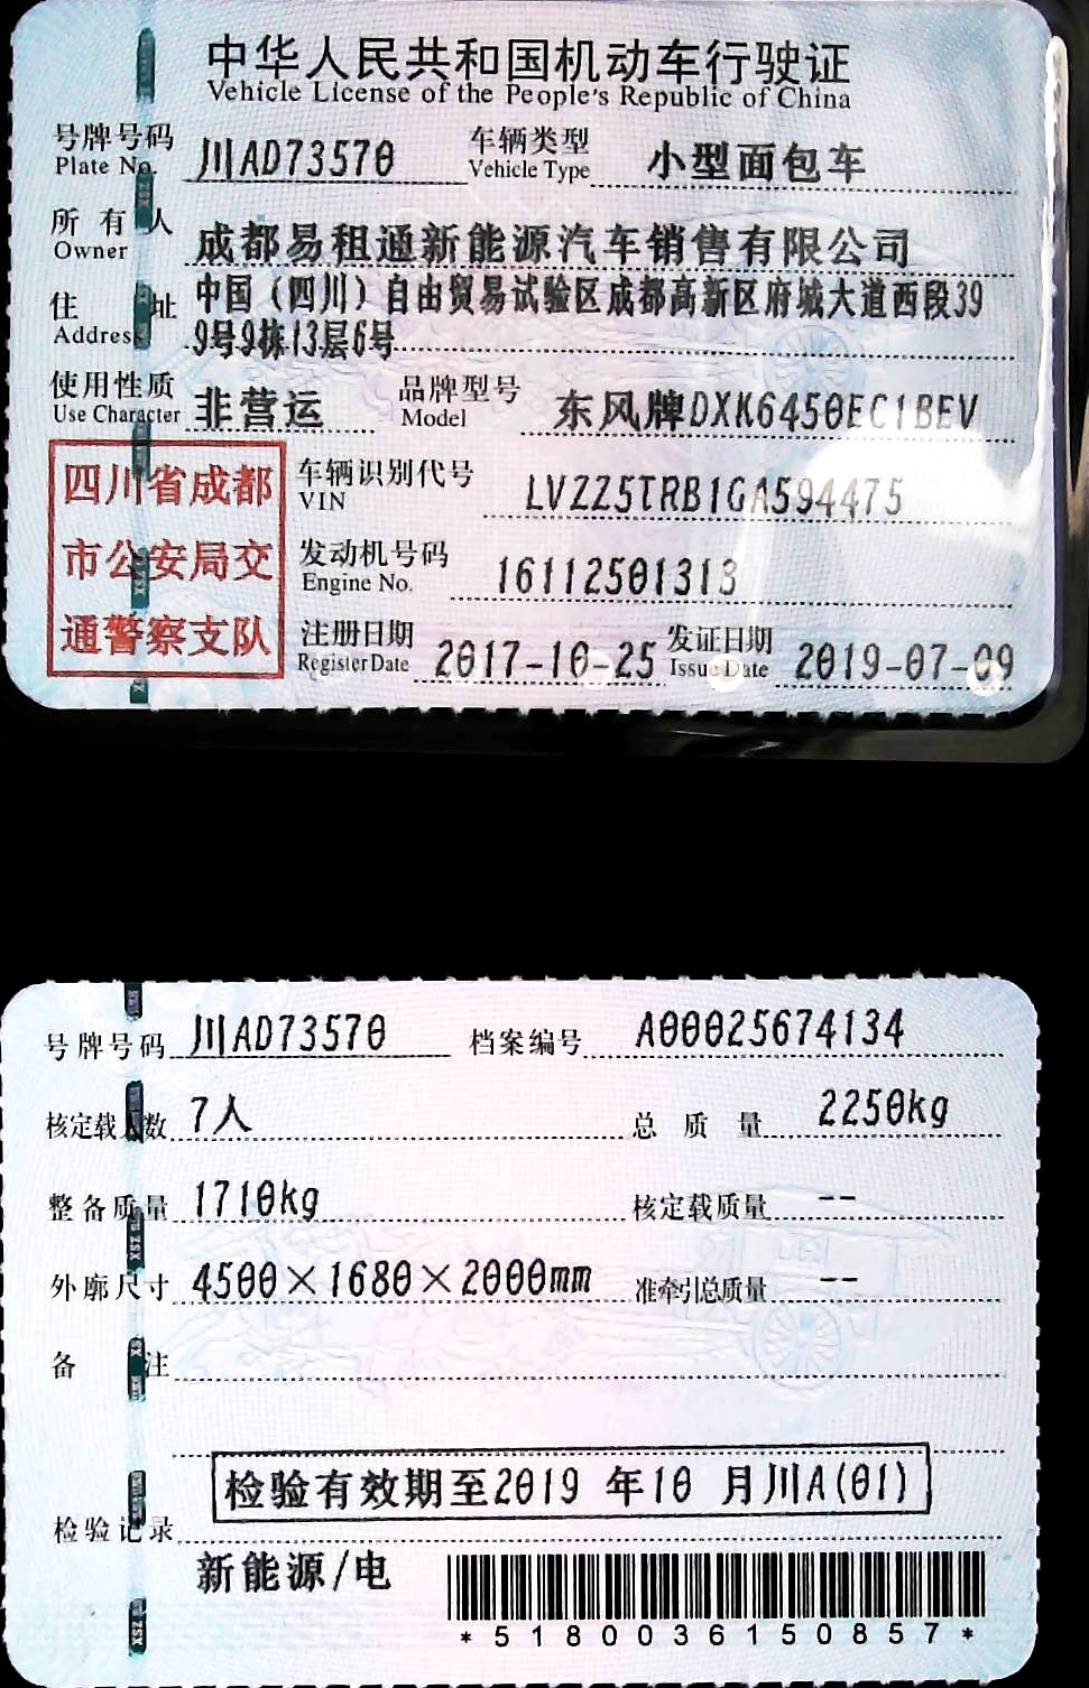 中华人民共和国机动车行驶证
Vehicle License of the People's Republic of China
号牌号码 川AD73570 车辆类型 小型面包车
Plate No. Vehicle Type
所有人 成都易租通新能源汽车销售有限公司
Owner
住址 中国（四川）自由贸易试验区成都高新区府城大道西段39
Address 9号9栋13层6号
使用性质 非营运 品牌型号 东风牌DXK6450EC1BEV
Use Character Model
四川省成都
市公安局交
通警察支队
车辆识别代号 LVZZ5TRB1GA594475
VIN
发动机号码 16112501313
Engine No.
注册日期 2017-10-25 发证日期 2019-07-09
Register Date Issue Date
号牌号码 川AD73570 档案编号 A00025674134
核定载人数 7人 总质量 2250kg
整备质量 1710kg 核定载质量 --
外廓尺寸 4500×1680×2000mm 准牵引总质量 --
备注
检验有效期至2019 年10 月川A(01)
检验记录
新能源/电
*5180036150857*